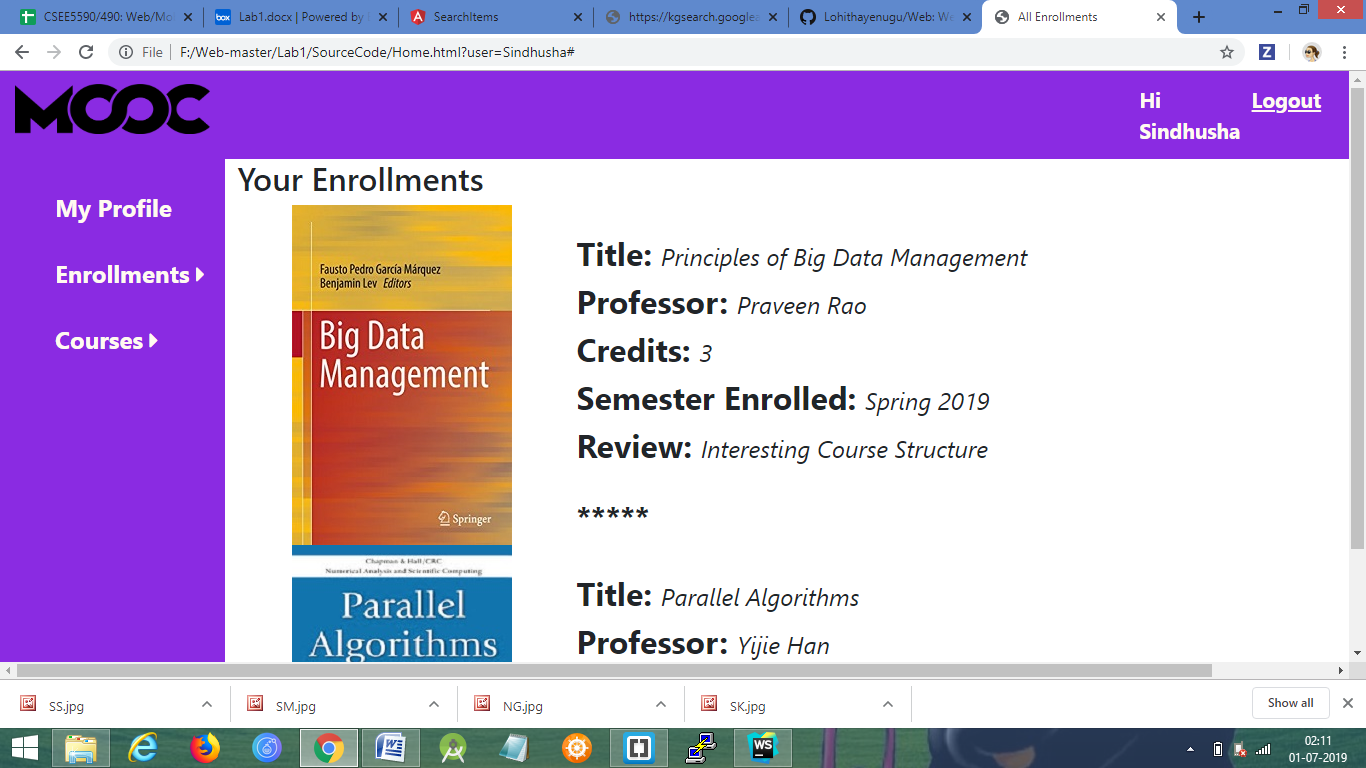 CSEE5590/490: Web/Mo
Lab1.docx | Powered by
SearchItems
https://kgsearch.googlea
Lohithayenugu/Web: We
All Enrollments
File
F:/Web-master/Lab1/SourceCode/Home.html?user=Sindhusha#
MOOC
Hi
Sindhusha
Logout
My Profile
Enrollments
Courses
Your Enrollments
Fausto Pedro García Márquez
Benjamin Lev Editors
Big Data
Management
Springer
Title: Principles of Big Data Management
Professor: Praveen Rao
Credits: 3
Semester Enrolled: Spring 2019
Review: Interesting Course Structure
*****
Chapman & Hall/CRC
Numerical Analysis and Scientific Computing
Parallel
Algorithms
Title: Parallel Algorithms
Professor: Yijie Han
SS.jpg
SM.jpg
NG.jpg
SK.jpg
Show all
02:11
01-07-2019